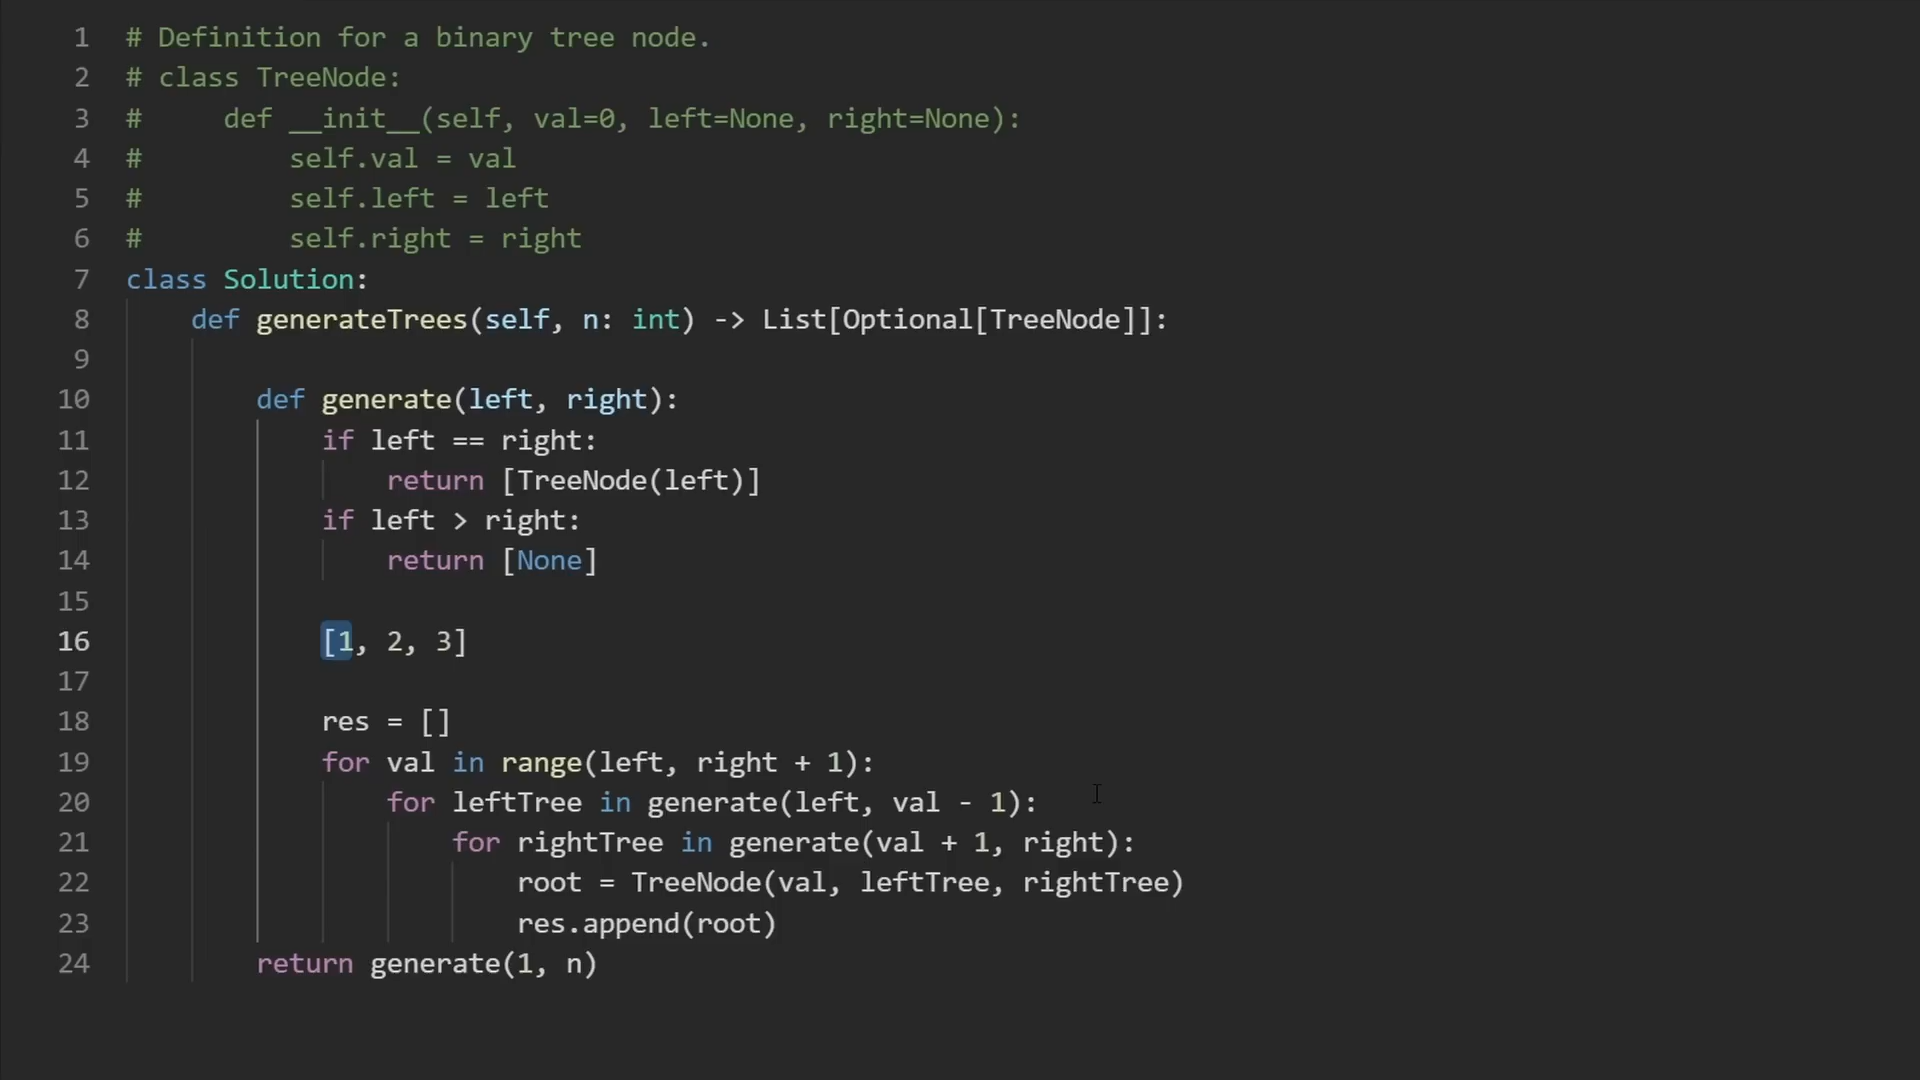 1 # Definition for a binary tree node.
2 # class TreeNode:
3 #     def __init__(self, val=0, left=None, right=None):
4 #         self.val = val
5 #         self.left = left
6 #         self.right = right
7 class Solution:
8     def generateTrees(self, n: int) -> List[Optional[TreeNode]]:
9
10         def generate(left, right):
11             if left == right:
12                 return [TreeNode(left)]
13             if left > right:
14                 return [None]
15
16             [1, 2, 3]
17
18             res = []
19             for val in range(left, right + 1):
20                 for leftTree in generate(left, val - 1):
21                     for rightTree in generate(val + 1, right):
22                         root = TreeNode(val, leftTree, rightTree)
23                         res.append(root)
24         return generate(1, n)